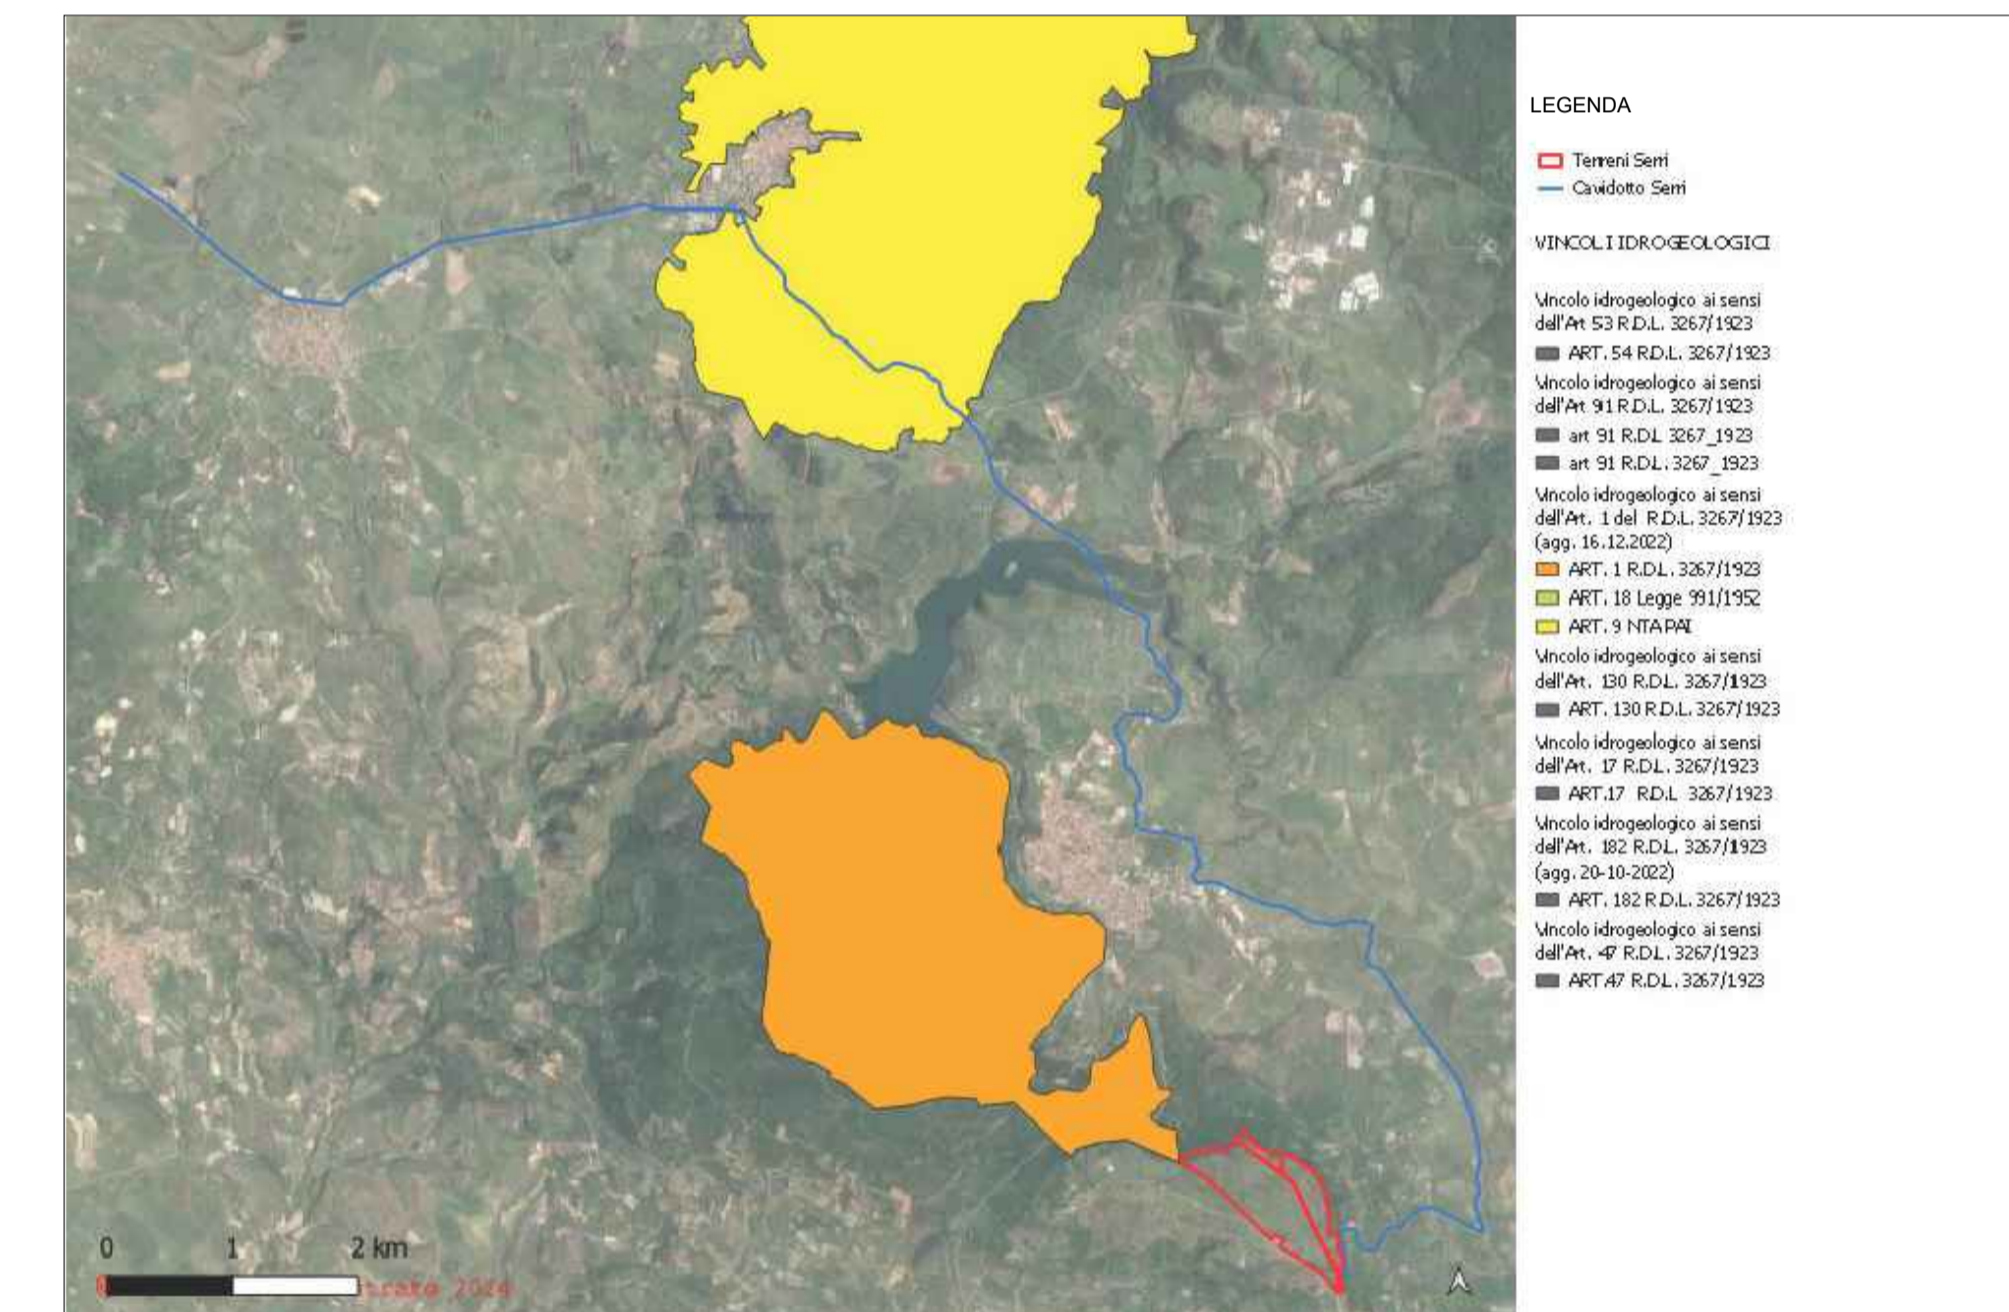 LEGENDA
Terreni Serri
Cavidotto Serri
VINCOLI IDROGEOLOGICI
Vincolo idrogeologico ai sensi
dell'Art 53 R.D.L. 3267/1923
ART. 54 R.D.L. 3267/1923
Vincolo idrogeologico ai sensi
dell'Art 91 R.D.L. 3267/1923
art 91 R.D.L 3267_1923
art 91 R.D.L. 3267_1923
Vincolo idrogeologico ai sensi
dell'Art. 1 del R.D.L. 3267/1923
(agg. 16.12.2022)
ART. 1 R.D.L. 3267/1923
ART. 18 Legge 991/1952
ART. 9 NTA PAI
Vincolo idrogeologico ai sensi
dell'Art. 130 R.D.L. 3267/1923
ART. 130 R.D.L. 3267/1923
Vincolo idrogeologico ai sensi
dell'Art. 17 R.D.L. 3267/1923
ART.17 R.D.L 3267/1923
Vincolo idrogeologico ai sensi
dell'Art. 182 R.D.L. 3267/1923
(agg. 20-10-2022)
ART. 182 R.D.L. 3267/1923
Vincolo idrogeologico ai sensi
dell'Art. 47 R.D.L. 3267/1923
ART.47 R.D.L. 3267/1923
0 1 2 km